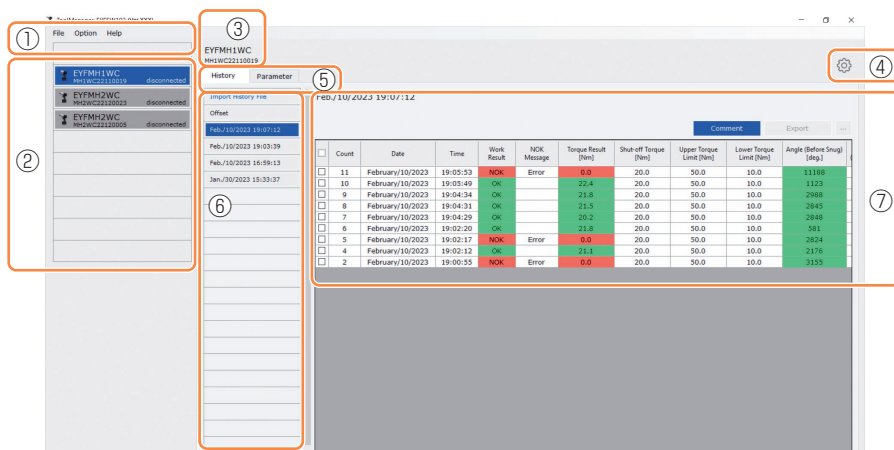 ①
File Option Help
③
EYFMH1WC
MH1WC22110019
④
②
EYFMH1WC
MH1WC22110019 disconnected
EYFMH2WC
MH2WC22120023 disconnected
EYFMH2WC
MH2WC22120005 disconnected
History Parameter
⑤
Import History File
Offset
Feb./10/2023 19:07:12
Feb./10/2023 19:03:39
Feb./10/2023 16:59:13
Jan./30/2023 15:33:37
⑥
Feb./10/2023 19:07:12
Comment Export ...
⑦
Count Date Time Work Result NOK Message Torque Result [Nm] Shut-off Torque [Nm] Upper Torque Limit [Nm] Lower Torque Limit [Nm] Angle (Before Snug) [deg.]
11 February/10/2023 19:05:53 NOK Error 0.0 20.0 50.0 10.0 11188
10 February/10/2023 19:05:49 OK 22.4 20.0 50.0 10.0 1123
9 February/10/2023 19:04:34 OK 21.8 20.0 50.0 10.0 2988
8 February/10/2023 19:04:31 OK 21.5 20.0 50.0 10.0 2845
7 February/10/2023 19:04:29 OK 20.2 20.0 50.0 10.0 2848
6 February/10/2023 19:02:20 OK 21.8 20.0 50.0 10.0 581
5 February/10/2023 19:02:17 NOK Error 0.0 20.0 50.0 10.0 2824
4 February/10/2023 19:02:12 OK 21.1 20.0 50.0 10.0 2176
2 February/10/2023 19:00:55 NOK Error 0.0 20.0 50.0 10.0 3155